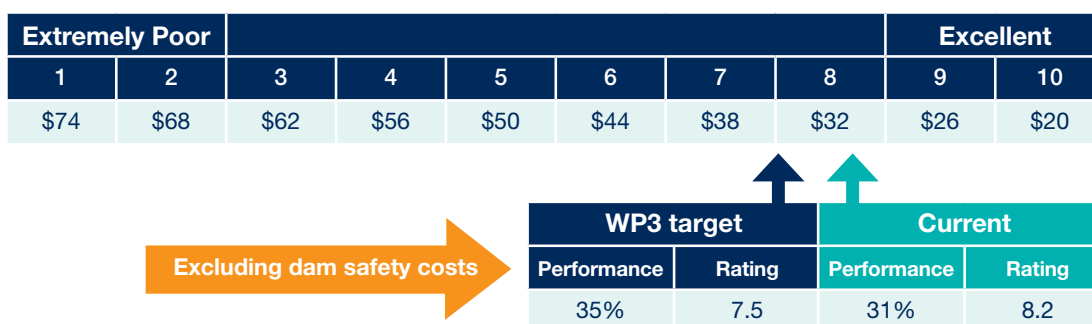 Extremely Poor Excellent
1 2 3 4 5 6 7 8 9 10
$74 $68 $62 $56 $50 $44 $38 $32 $26 $20
WP3 target Current
Excluding dam safety costs
Performance Rating Performance Rating
35% 7.5 31% 8.2